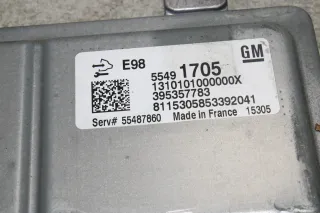 E98
GM
5549 1705
1310101000000X
395357783
8115305853392041
Serv# 55487860 Made in France 15305